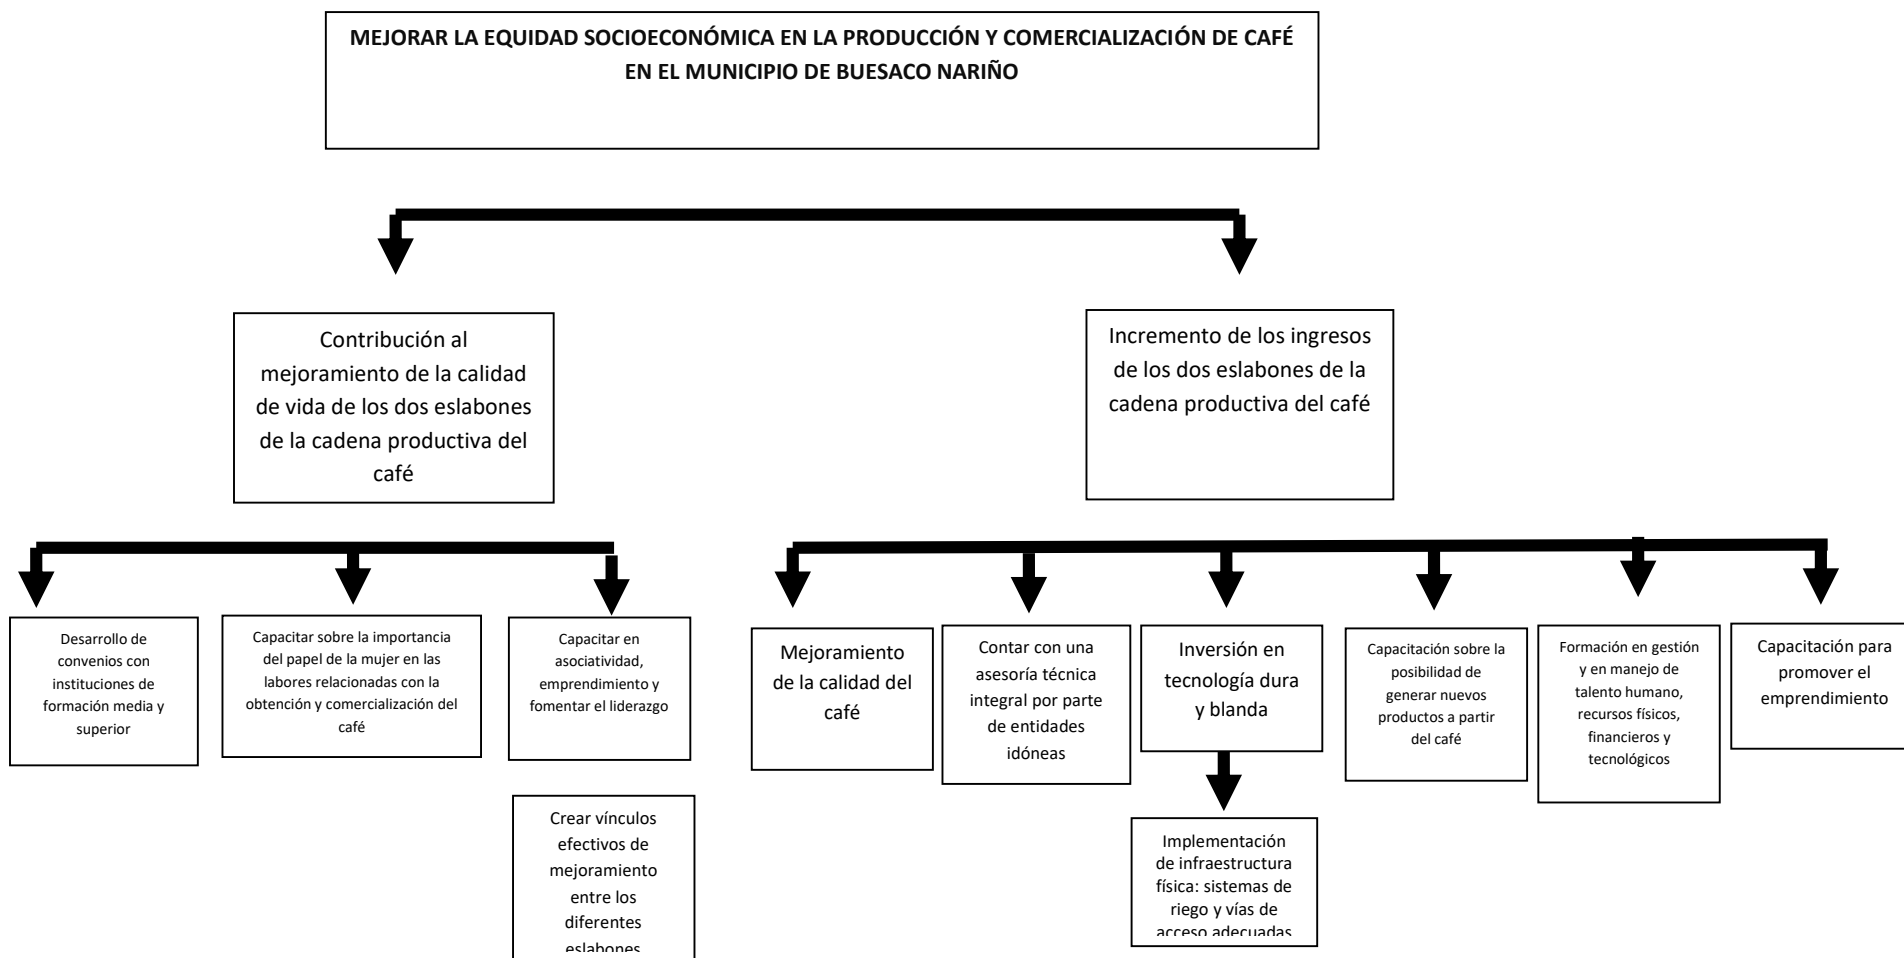 MEJORAR LA EQUIDAD SOCIOECONÓMICA EN LA PRODUCCIÓN Y COMERCIALIZACIÓN DE CAFÉ
EN EL MUNICIPIO DE BUESACO NARIÑO
Contribución al
mejoramiento de la calidad
de vida de los dos eslabones
de la cadena productiva del
café
Incremento de los ingresos
de los dos eslabones de la
cadena productiva del café
Desarrollo de
convenios con
instituciones de
formación media y
superior
Capacitar sobre la importancia
del papel de la mujer en las
labores relacionadas con la
obtención y comercialización del
café
Capacitar en
asociatividad,
emprendimiento y
fomentar el liderazgo
Mejoramiento
de la calidad del
café
Contar con una
asesoría técnica
integral por parte
de entidades
idóneas
Inversión en
tecnología dura
y blanda
Capacitación sobre la
posibilidad de
generar nuevos
productos a partir
del café
Formación en gestión
y en manejo de
talento humano,
recursos físicos,
financieros y
tecnológicos
Capacitación para
promover el
emprendimiento
Crear vínculos
efectivos de
mejoramiento
entre los
diferentes
eslabones
Implementación
de infraestructura
física: sistemas de
riego y vías de
acceso adecuadas